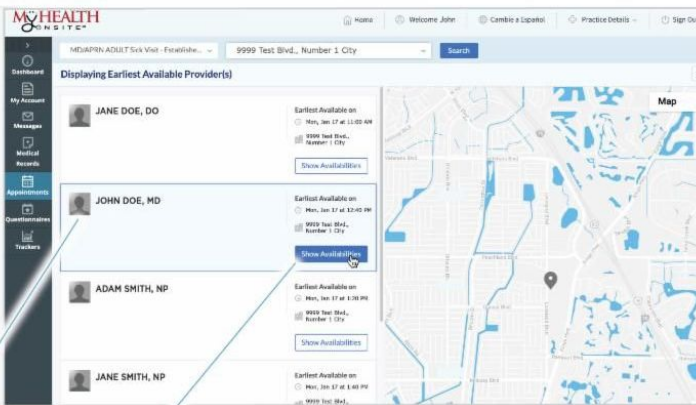 MYHEALTH
ONSITE
Home
Welcome John
Cambie a Español
Practice Details
Sign Ou
MD/APRN ADULT Sick Visit - Establishe...
9999 Test Blvd., Number 1 City
Search
Dashboard
My Account
Messages
Medical
Records
Appointments
Questionnaires
Trackers
Displaying Earliest Available Provider(s)
JANE DOE, DO
Earliest Available on
Mon, Jan 17 at 11:00 AM
9999 Test Blvd.,
Number 1 City
Show Availabilities
JOHN DOE, MD
Earliest Available on
Mon, Jan 17 at 12:45 PM
9999 Test Blvd.,
Number 1 City
Show Availabilities
ADAM SMITH, NP
Earliest Available on
Mon, Jan 17 at 1:20 PM
9999 Test Blvd.,
Number 1 City
Show Availabilities
JANE SMITH, NP
Earliest Available on
Mon, Jan 17 at 1:40 PM
9999 Test Blvd.,
Map